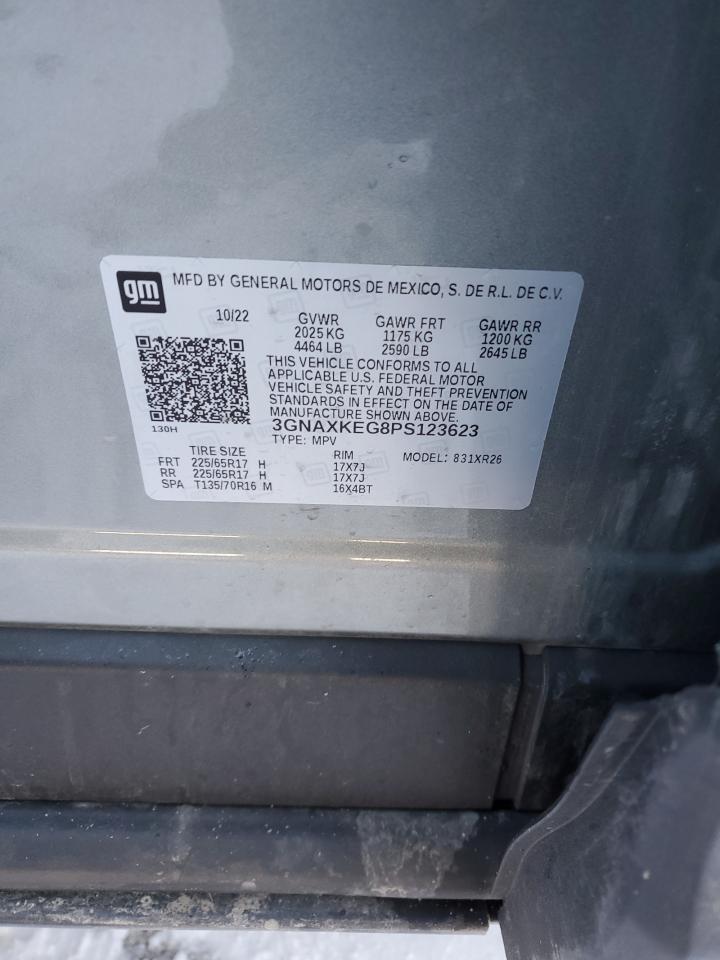 gm MFD BY GENERAL MOTORS DE MEXICO, S. DE R.L. DE C.V.
10/22 GVWR GAWR FRT GAWR RR
2025 KG 1175 KG 1200 KG
4464 LB 2590 LB 2645 LB
THIS VEHICLE CONFORMS TO ALL
APPLICABLE U.S. FEDERAL MOTOR
VEHICLE SAFETY AND THEFT PREVENTION
STANDARDS IN EFFECT ON THE DATE OF
MANUFACTURE SHOWN ABOVE.
130H 3GNAXKEG8PS123623
TYPE: MPV
TIRE SIZE RIM MODEL: 831XR26
FRT 225/65R17 H 17X7J
RR 225/65R17 H 17X7J
SPA T135/70R16 M 16X4BT